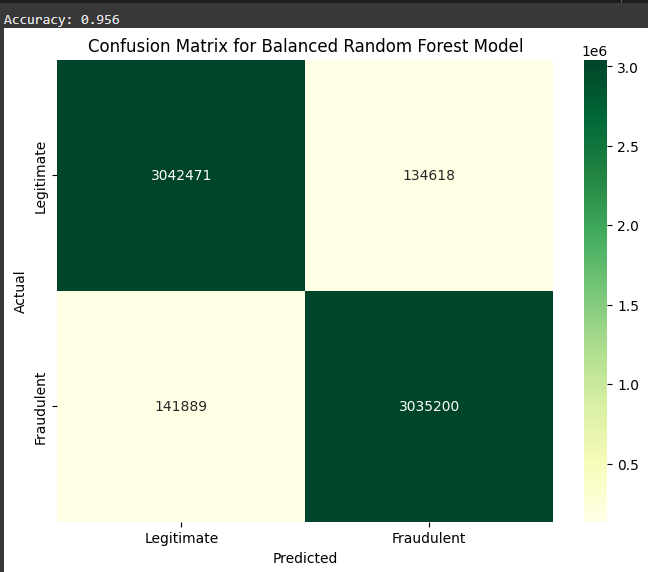 Accuracy: 0.956
Confusion Matrix for Balanced Random Forest Model
1e6
3.0
2.5
2.0
1.5
1.0
0.5
Actual
Legitimate
3042471
134618
Fraudulent
141889
3035200
Legitimate
Fraudulent
Predicted